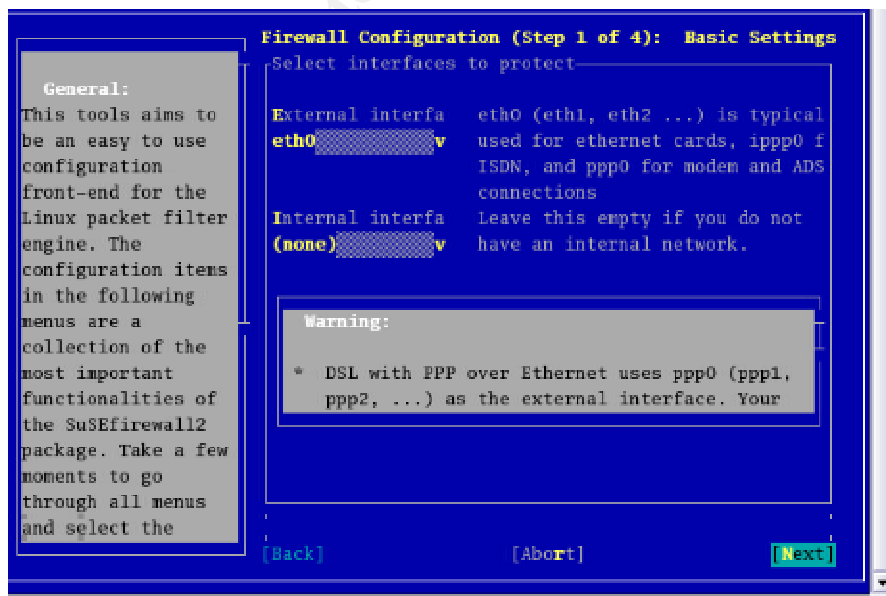 Firewall Configuration (Step 1 of 4): Basic Settings
General:
This tools aims to
be an easy to use
configuration
front-end for the
Linux packet filter
engine. The
configuration items
in the following
menus are a
collection of the
most important
functionalities of
the SuSEfirewall2
package. Take a few
moments to go
through all menus
and select the
Select interfaces to protect
External interfa
eth0 v
eth0 (eth1, eth2 ...) is typical
used for ethernet cards, ippp0 f
ISDN, and ppp0 for modem and ADS
connections
Internal interfa
(none) v
Leave this empty if you do not
have an internal network.
Warning:
* DSL with PPP over Ethernet uses ppp0 (ppp1,
ppp2, ...) as the external interface. Your
[Back] [Abort] [Next]